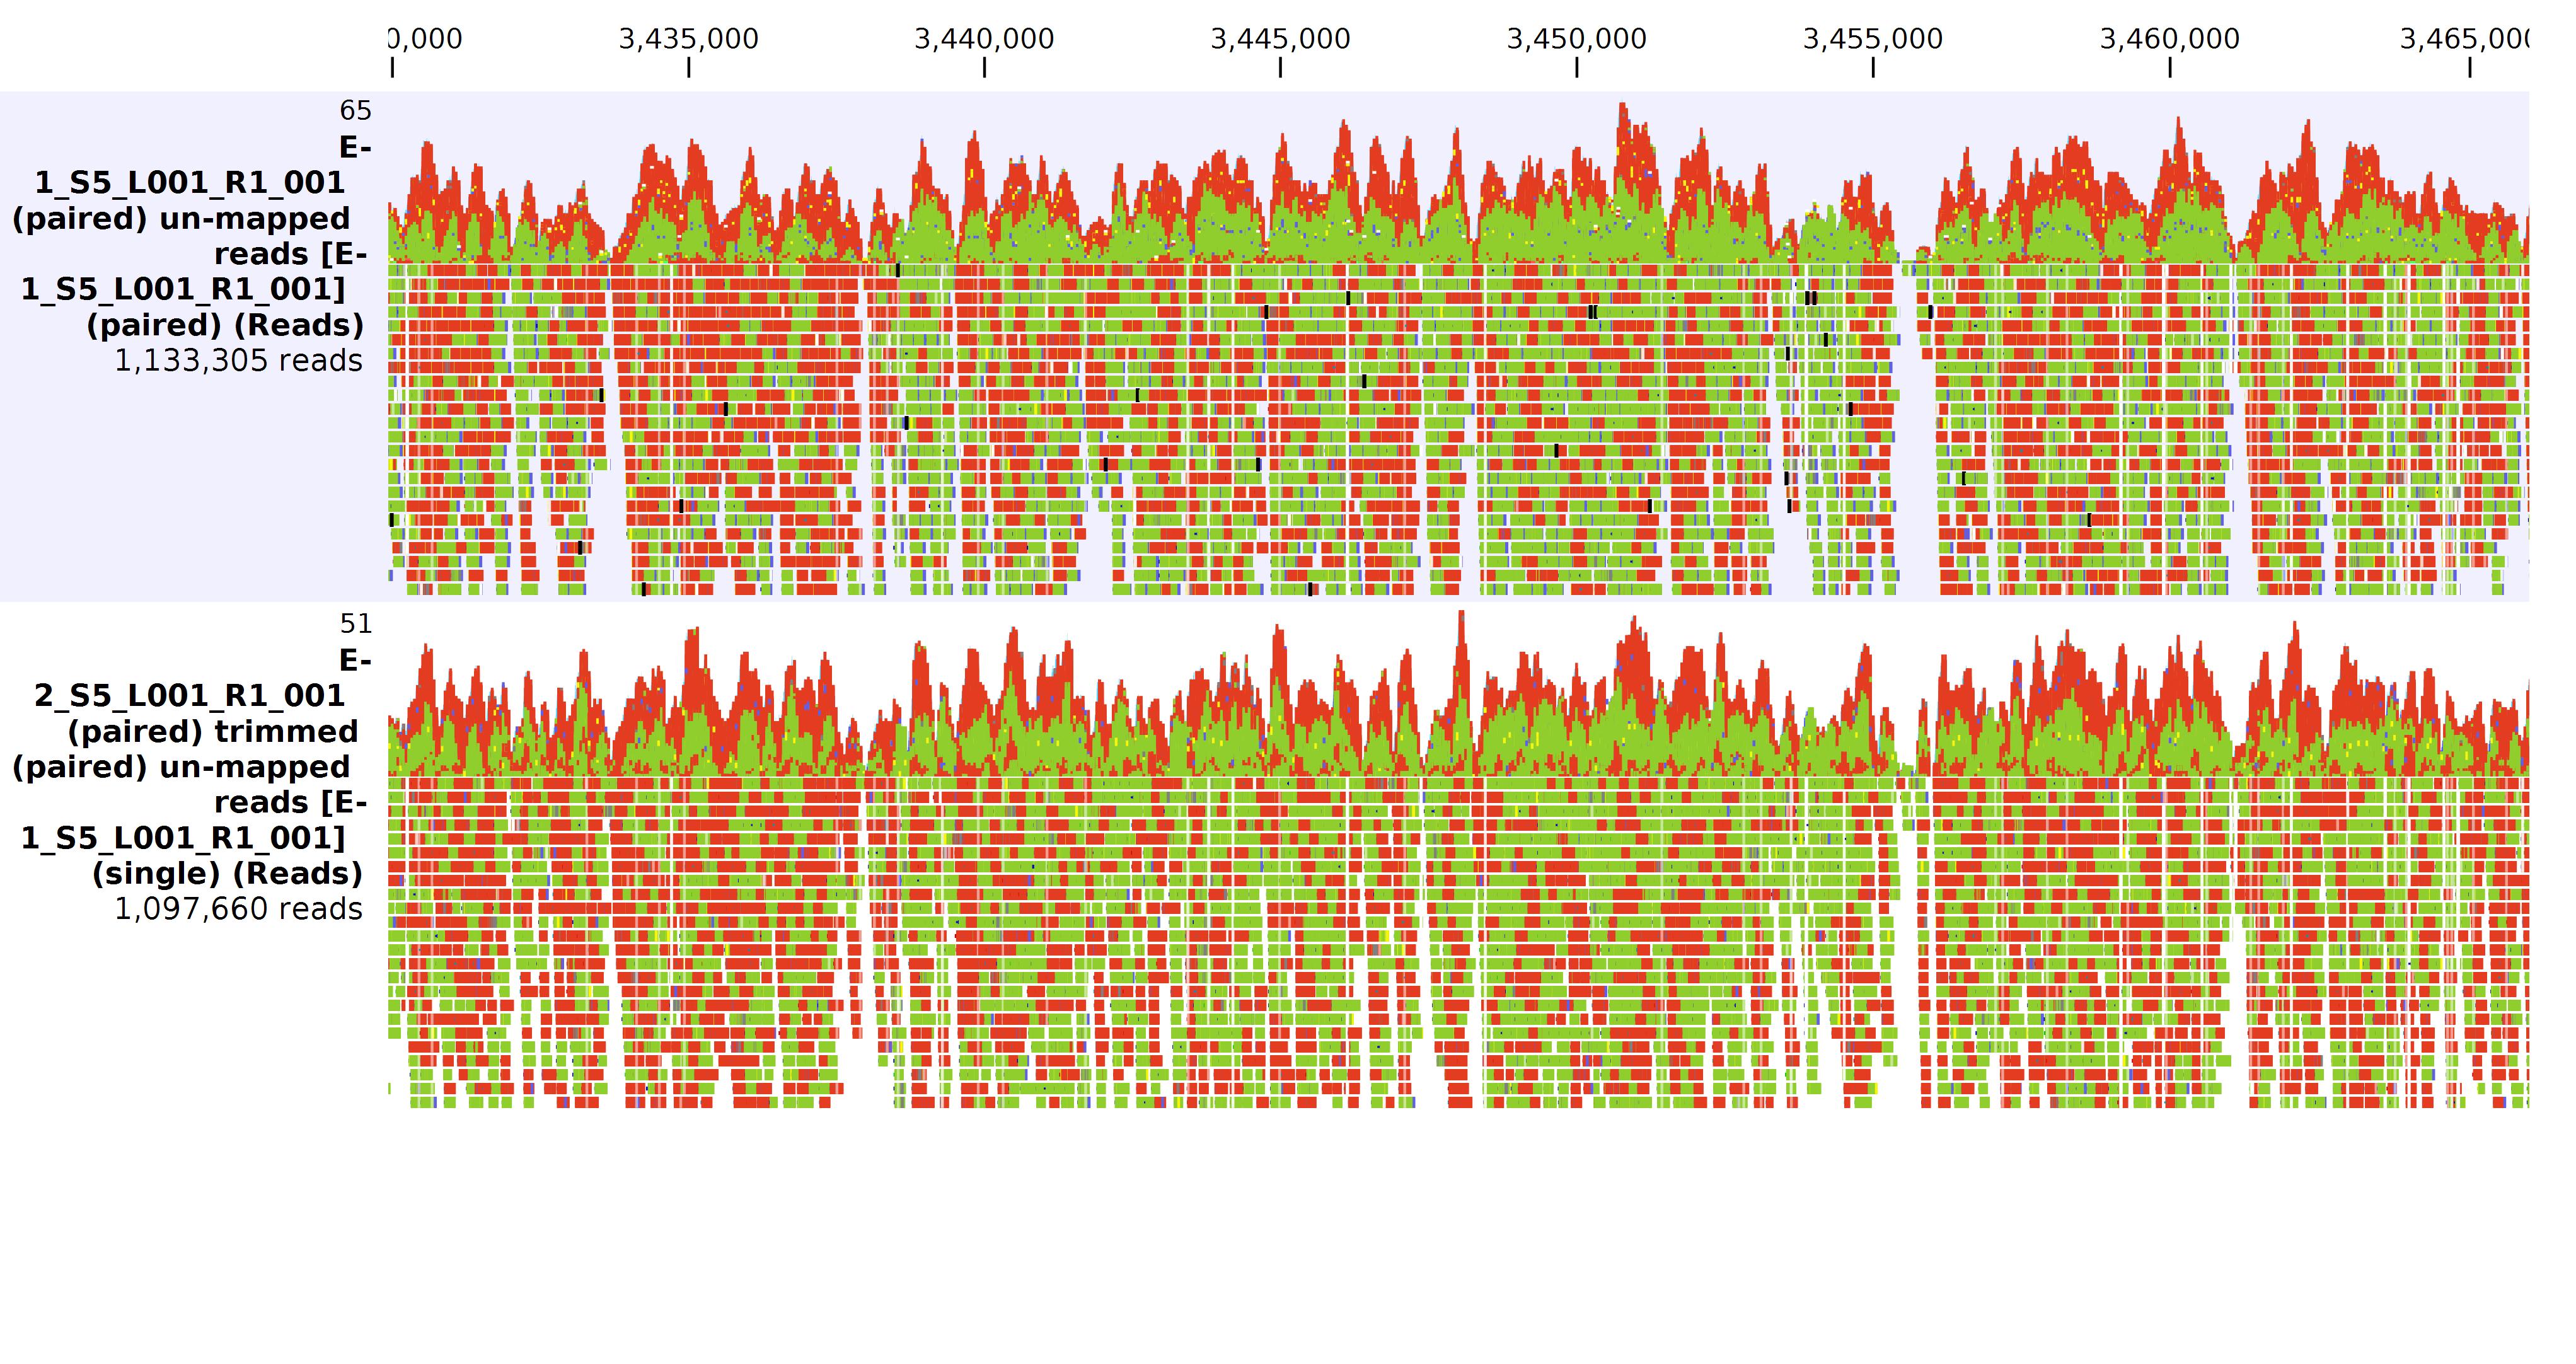 0,000 3,435,000 3,440,000 3,445,000 3,450,000 3,455,000 3,460,000 3,465,00
65
E-
1_S5_L001_R1_001
(paired) un-mapped
reads [E-
1_S5_L001_R1_001]
(paired) (Reads)
1,133,305 reads
51
E-
2_S5_L001_R1_001
(paired) trimmed
(paired) un-mapped
reads [E-
1_S5_L001_R1_001]
(single) (Reads)
1,097,660 reads